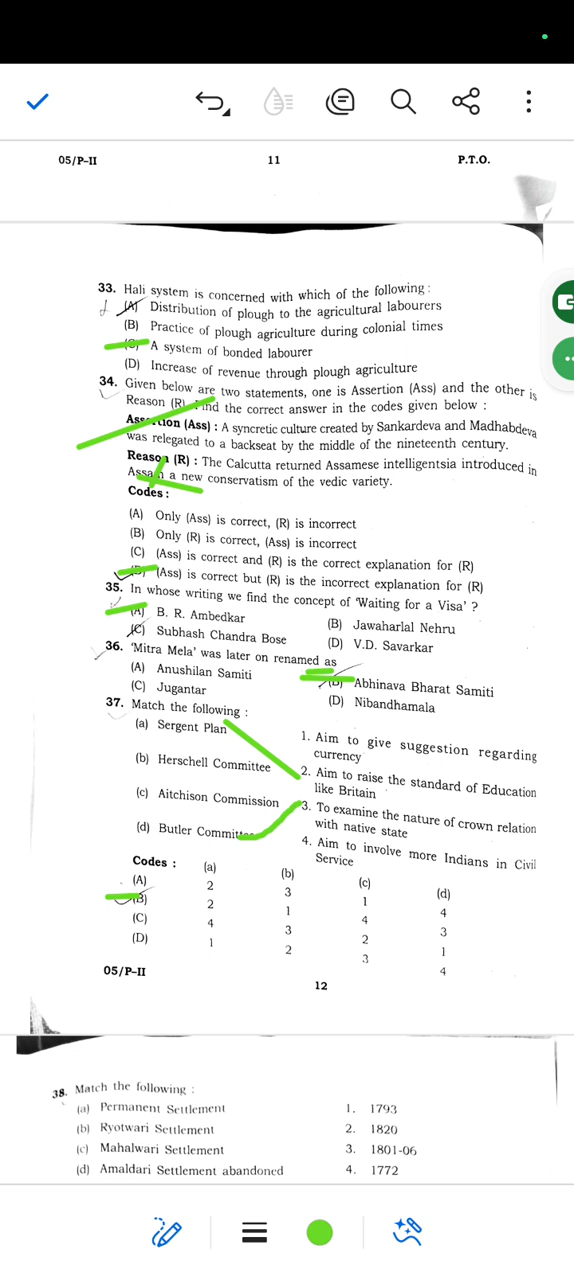 05/P-II 11 P.T.O.
33. Hali system is concerned with which of the following :
(A) Distribution of plough to the agricultural labourers
(B) Practice of plough agriculture during colonial times
(C) A system of bonded labourer
(D) Increase of revenue through plough agriculture
34. Given below are two statements, one is Assertion (Ass) and the other is
Reason (R). Find the correct answer in the codes given below :
Assertion (Ass) : A syncretic culture created by Sankardeva and Madhabdeva
was relegated to a backseat by the middle of the nineteenth century.
Reason (R) : The Calcutta returned Assamese intelligentsia introduced in
Assam a new conservatism of the vedic variety.
Codes :
(A) Only (Ass) is correct, (R) is incorrect
(B) Only (R) is correct, (Ass) is incorrect
(C) (Ass) is correct and (R) is the correct explanation for (R)
(D) (Ass) is correct but (R) is the incorrect explanation for (R)
35. In whose writing we find the concept of 'Waiting for a Visa' ?
(A) B. R. Ambedkar (B) Jawaharlal Nehru
(C) Subhash Chandra Bose (D) V.D. Savarkar
36. 'Mitra Mela' was later on renamed as
(A) Anushilan Samiti (B) Abhinava Bharat Samiti
(C) Jugantar (D) Nibandhamala
37. Match the following :
(a) Sergent Plan 1. Aim to give suggestion regarding
currency
(b) Herschell Committee 2. Aim to raise the standard of Education
like Britain
(c) Aitchison Commission 3. To examine the nature of crown relation
with native state
(d) Butler Committee 4. Aim to involve more Indians in Civil
Service
Codes : (a) (b) (c) (d)
(A) 2 3 1 4
(B) 2 1 4 3
(C) 4 3 2 1
(D) 1 2 3 4
05/P-II
12
38. Match the following :
(a) Permanent Settlement 1. 1793
(b) Ryotwari Settlement 2. 1820
(c) Mahalwari Settlement 3. 1801-06
(d) Amaldari Settlement abandoned 4. 1772